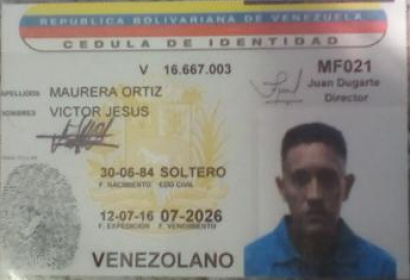 REPUBLICA BOLIVARIANA DE VENEZUELA
CEDULA DE IDENTIDAD
V 16.667.003
MF021
Juan Dugarte
Director
APELLIDOS MAURERA ORTIZ
NOMBRES VICTOR JESUS
30-06-84 SOLTERO
F. NACIMIENTO EDO CIVIL
12-07-16 07-2026
F. EXPEDICION F. VENCIMIENTO
VENEZOLANO